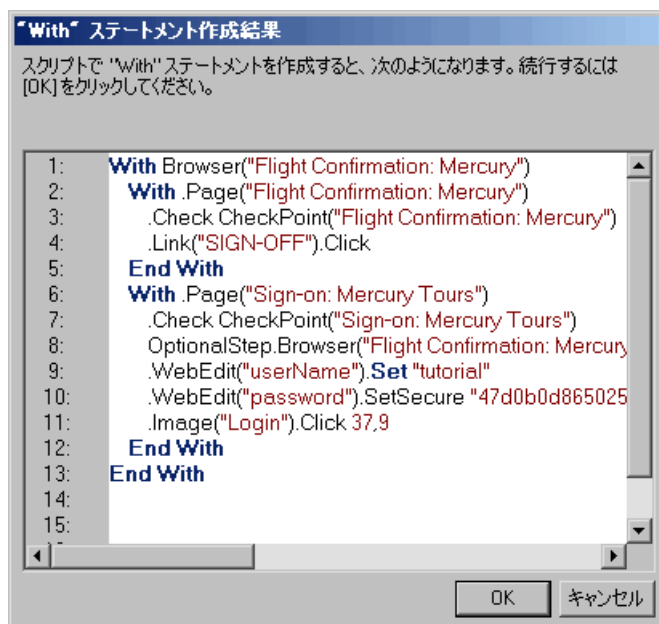 "With" ステートメント作成結果
スクリプトで "With" ステートメントを作成すると、次のようになります。続行するには
[OK] をクリックしてください。
1: With Browser("Flight Confirmation: Mercury")
2: With .Page("Flight Confirmation: Mercury")
3: .Check CheckPoint("Flight Confirmation: Mercury")
4: .Link("SIGN-OFF").Click
5: End With
6: With .Page("Sign-on: Mercury Tours")
7: .Check CheckPoint("Sign-on: Mercury Tours")
8: OptionalStep.Browser("Flight Confirmation: Mercury
9: .WebEdit("userName").Set "tutorial"
10: .WebEdit("password").SetSecure "47d0b0d865025
11: .Image("Login").Click 37,9
12: End With
13: End With
14:
15:
OK キャンセル